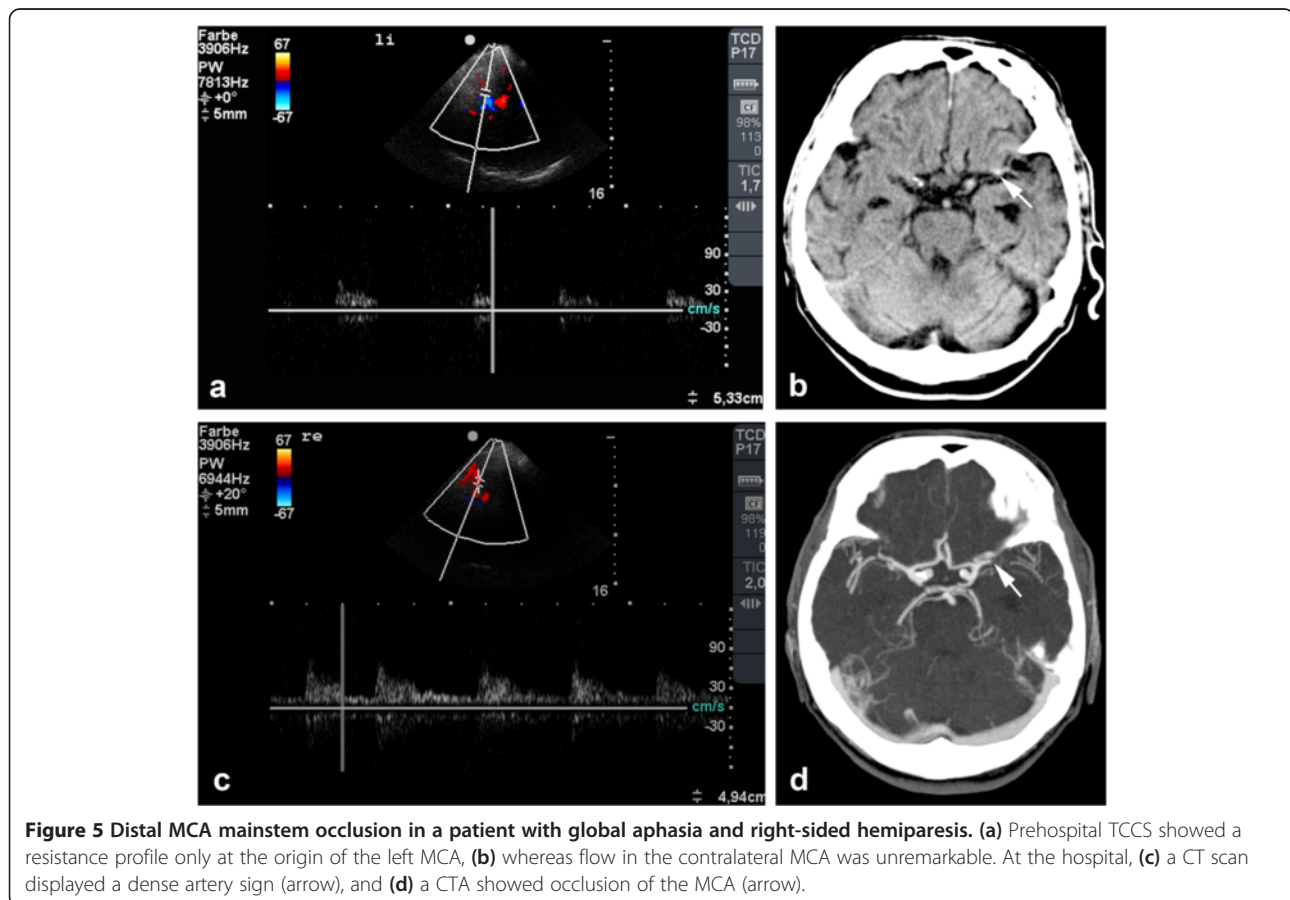 Farbe
3906Hz
67
PW
7813Hz
+0°
5mm
-67
li
TCD
P17
CF
98%
113
0
TIC
1,7
16
90
30
cm/s
-30
5,33cm
a
b
Farbe
3906Hz
67
PW
6944Hz
+20°
5mm
-67
re
TCD
P17
CF
98%
119
0
TIC
2,0
16
90
30
cm/s
-30
4,94cm
c
d
Figure 5 Distal MCA mainstem occlusion in a patient with global aphasia and right-sided hemiparesis. (a) Prehospital TCCS showed a
resistance profile only at the origin of the left MCA, (b) whereas flow in the contralateral MCA was unremarkable. At the hospital, (c) a CT scan
displayed a dense artery sign (arrow), and (d) a CTA showed occlusion of the MCA (arrow).